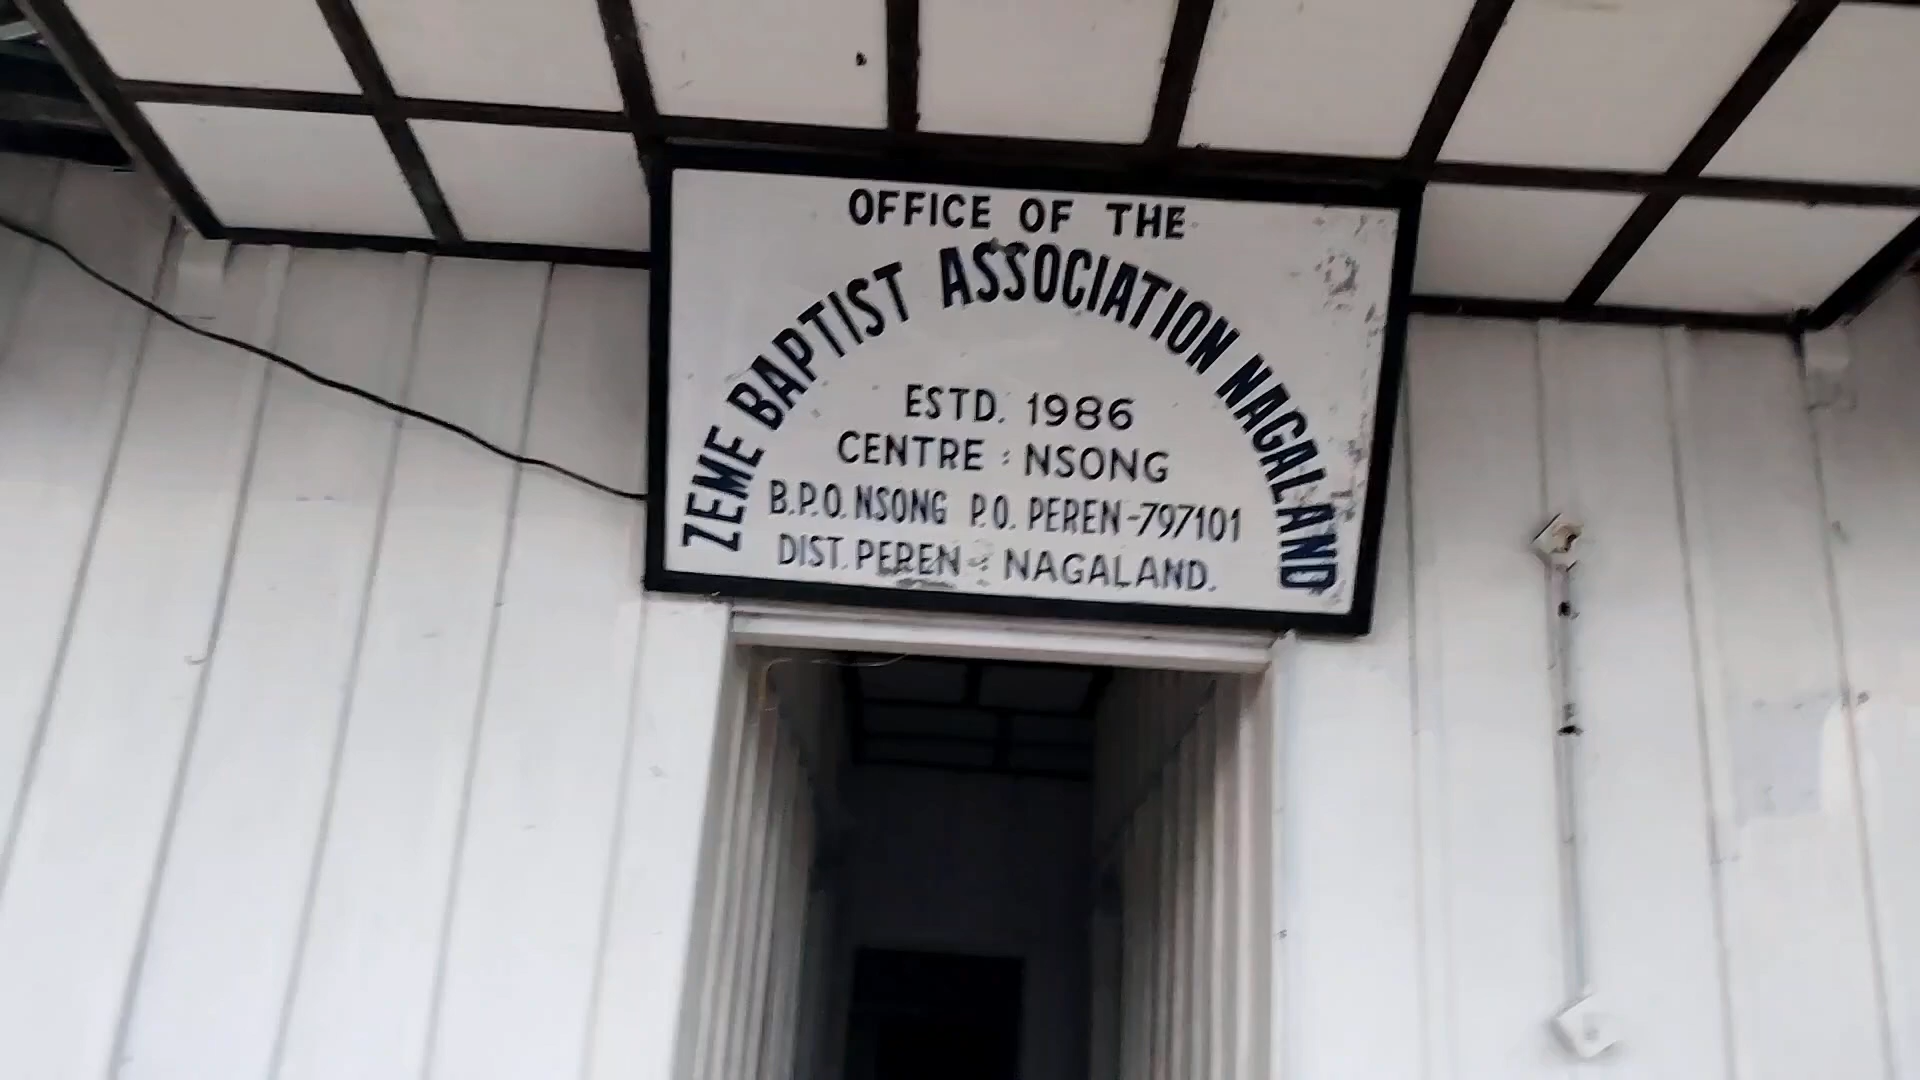 OFFICE OF THE
ZEME BAPTIST ASSOCIATION NAGALAND
ESTD. 1986
CENTRE : NSONG
B.P.O. NSONG P.O. PEREN-797101
DIST. PEREN : NAGALAND.